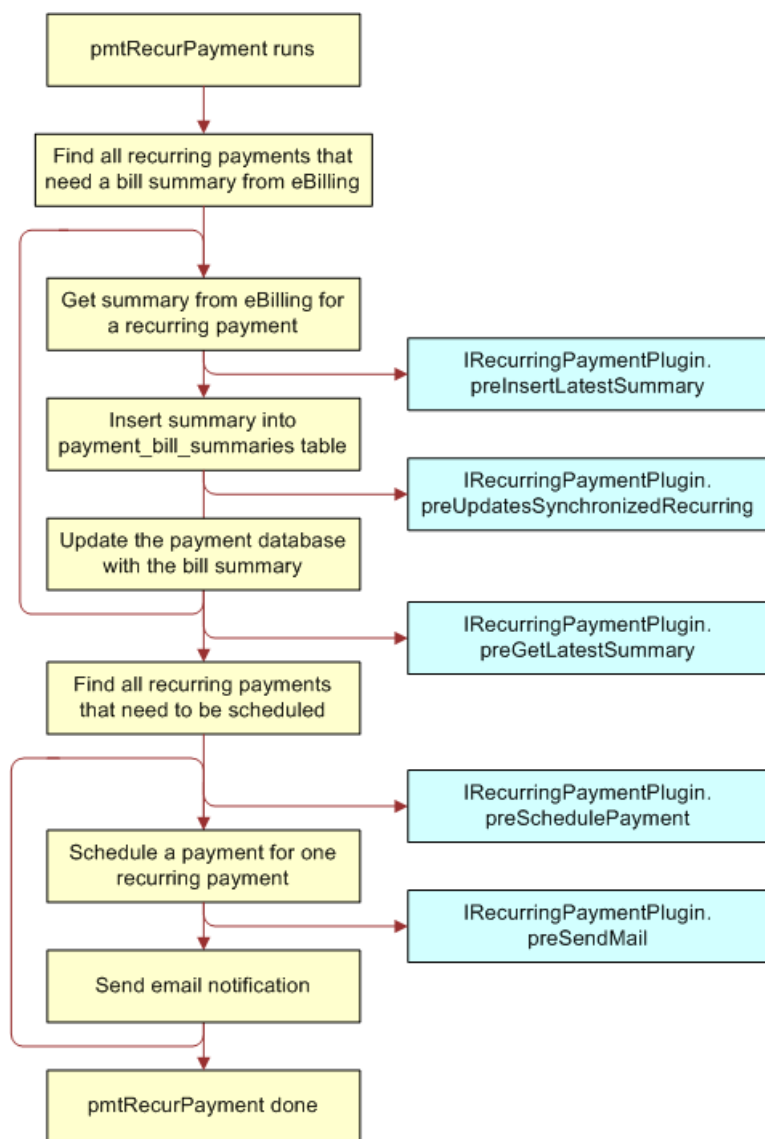 pmtRecurPayment runs
Find all recurring payments that
need a bill summary from eBilling
Get summary from eBilling for
a recurring payment
IRecurringPaymentPlugin.
preInsertLatestSummary
Insert summary into
payment_bill_summaries table
IRecurringPaymentPlugin.
preUpdatesSynchronizedRecurring
Update the payment database
with the bill summary
IRecurringPaymentPlugin.
preGetLatestSummary
Find all recurring payments
that need to be scheduled
IRecurringPaymentPlugin.
preSchedulePayment
Schedule a payment for one
recurring payment
IRecurringPaymentPlugin.
preSendMail
Send email notification
pmtRecurPayment done